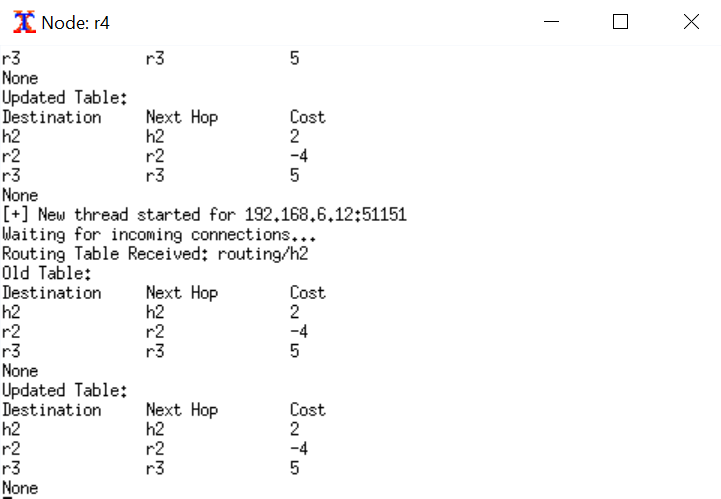 Node: r4
r3 r3 5
None
Updated Table:
Destination Next Hop Cost
h2 h2 2
r2 r2 -4
r3 r3 5
None
[+] New thread started for 192.168.6.12:51151
Waiting for incoming connections...
Routing Table Received: routing/h2
Old Table:
Destination Next Hop Cost
h2 h2 2
r2 r2 -4
r3 r3 5
None
Updated Table:
Destination Next Hop Cost
h2 h2 2
r2 r2 -4
r3 r3 5
None